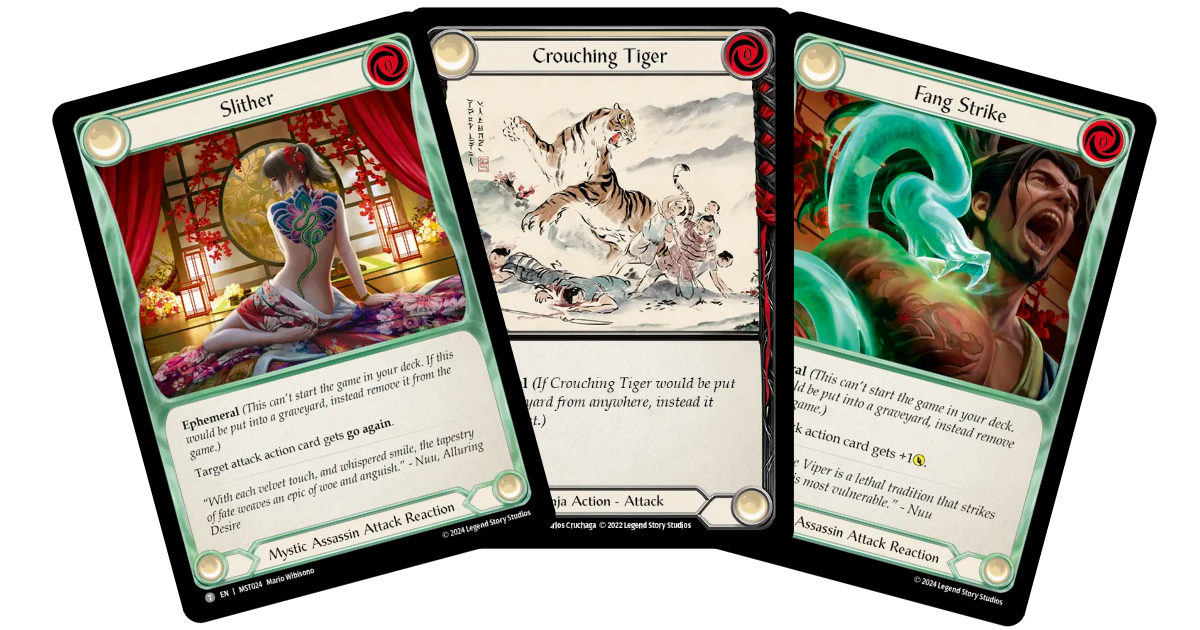 Slither
0
Ephemeral (This can't start the game in your deck. If this
would be put into a graveyard, instead remove it from the
game.)
Target attack action card gets go again.
"With each velvet touch, and whispered smile, the tapestry
of fate weaves an epic of woe and anguish." - Nuu, Alluring
Desire
Mystic Assassin Attack Reaction
© 2024 Legend Story Studios
T EN | MST024 Mario Wibisono
Crouching Tiger
0
1 (If Crouching Tiger would be put
yard from anywhere, instead it
t.)
nja Action - Attack
rlos Cruchaga © 2022 Legend Story Studios
Fang Strike
0
ral (This can't start the game in your deck.
ld be put into a graveyard, instead remove
game.)
k action card gets +1
e Viper is a lethal tradition that strikes
s most vulnerable." - Nuu
Assassin Attack Reaction
© 2024 Legend Story Studios